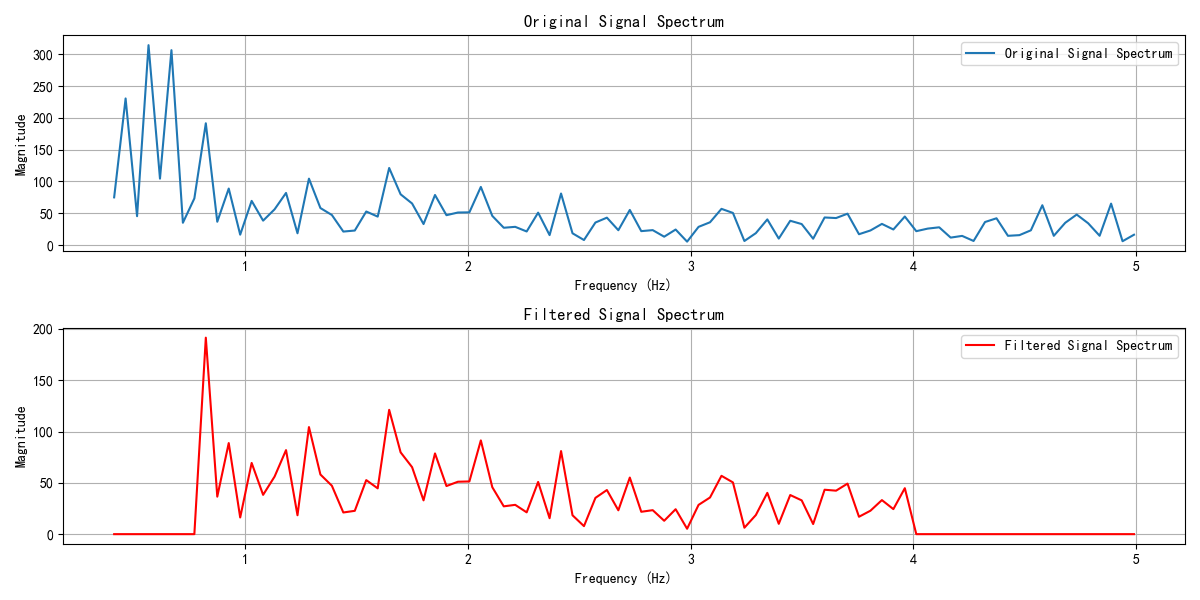 Original Signal Spectrum
300
250
200
150
100
50
0
Magnitude
Original Signal Spectrum
1 2 3 4 5
Frequency (Hz)
Filtered Signal Spectrum
200
150
100
50
0
Magnitude
Filtered Signal Spectrum
1 2 3 4 5
Frequency (Hz)